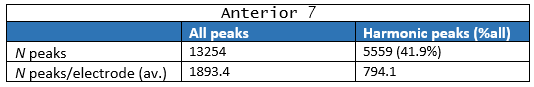 Anterior 7
All peaks Harmonic peaks (%all)
N peaks 13254 5559 (41.9%)
N peaks/electrode (av.) 1893.4 794.1